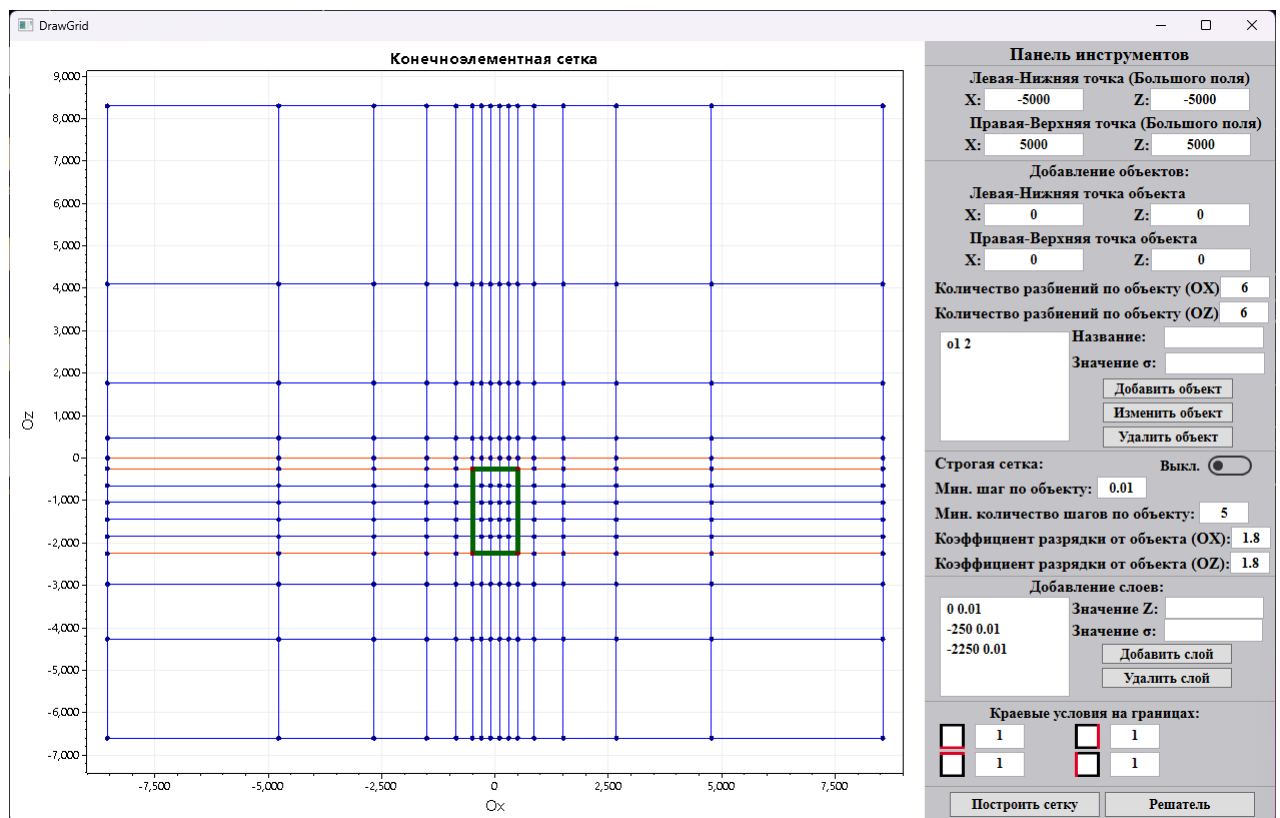 DrawGrid
Конечноэлементная сетка
9,000
8,000
7,000
6,000
5,000
4,000
3,000
2,000
1,000
0
-1,000
-2,000
-3,000
-4,000
-5,000
-6,000
-7,000
Oz
-7,500 -5,000 -2,500 0 2,500 5,000 7,500
Ox
Панель инструментов
Левая-Нижняя точка (Большого поля)
X: -5000 Z: -5000
Правая-Верхняя точка (Большого поля)
X: 5000 Z: 5000
Добавление объектов:
Левая-Нижняя точка объекта
X: 0 Z: 0
Правая-Верхняя точка объекта
X: 0 Z: 0
Количество разбиений по объекту (OX) 6
Количество разбиений по объекту (OZ) 6
o1 2
Название:
Значение σ:
Добавить объект
Изменить объект
Удалить объект
Строгая сетка: Выкл.
Мин. шаг по объекту: 0.01
Мин. количество шагов по объекту: 5
Коэффициент разрядки от объекта (OX): 1.8
Коэффициент разрядки от объекта (OZ): 1.8
Добавление слоев:
0 0.01
-250 0.01
-2250 0.01
Значение Z:
Значение σ:
Добавить слой
Удалить слой
Краевые условия на границах:
1 1
1 1
Построить сетку Решатель